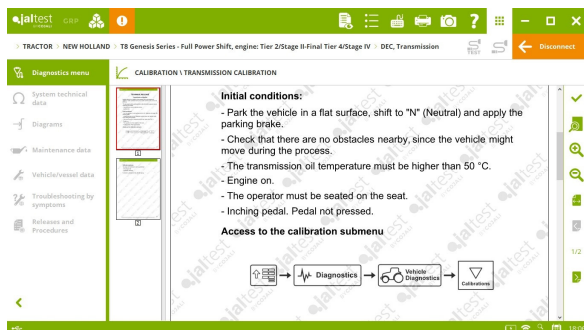 jaltest GRP
> TRACTOR > NEW HOLLAND > T8 Genesis Series - Full Power Shift, engine: Tier 2/Stage II-Final Tier 4/Stage IV > DEC, Transmission
TEST
Disconnect
Diagnostics menu
System technical
data
Diagrams
Maintenance data
Vehicle/vessel data
Troubleshooting by
symptoms
Releases and
Procedures
CALIBRATION \ TRANSMISSION CALIBRATION
1
2
Initial conditions:
- Park the vehicle in a flat surface, shift to "N" (Neutral) and apply the
parking brake.
- Check that there are no obstacles nearby, since the vehicle might
move during the process.
- The transmission oil temperature must be higher than 50 °C.
- Engine on.
- The operator must be seated on the seat.
- Inching pedal. Pedal not pressed.
Access to the calibration submenu
Diagnostics
Vehicle
Diagnostics
Calibrations
1/2